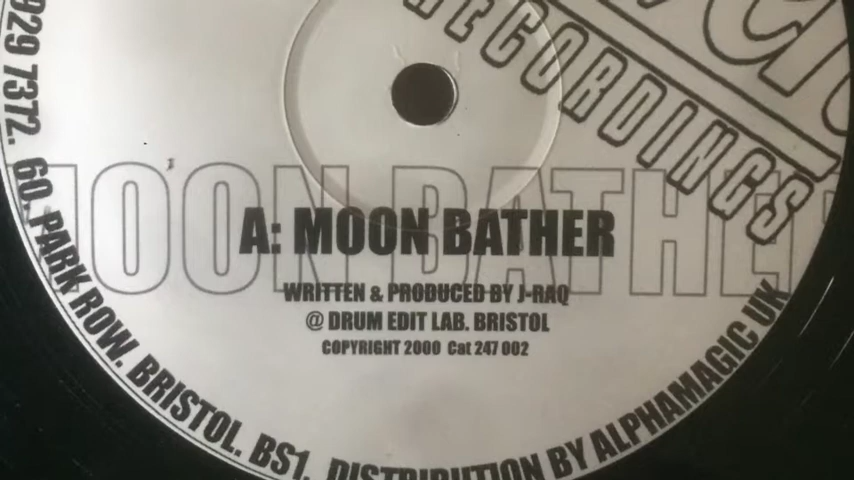 RECORDINGS
MOON BATHER
A: MOON BATHER
WRITTEN & PRODUCED BY J-RAQ
@ DRUM EDIT LAB. BRISTOL
COPYRIGHT 2000 Cat 247 002
929 7372. 60. PARK ROW. BRISTOL. BS1. DISTRIBUTION BY ALPHAMAGIC UK